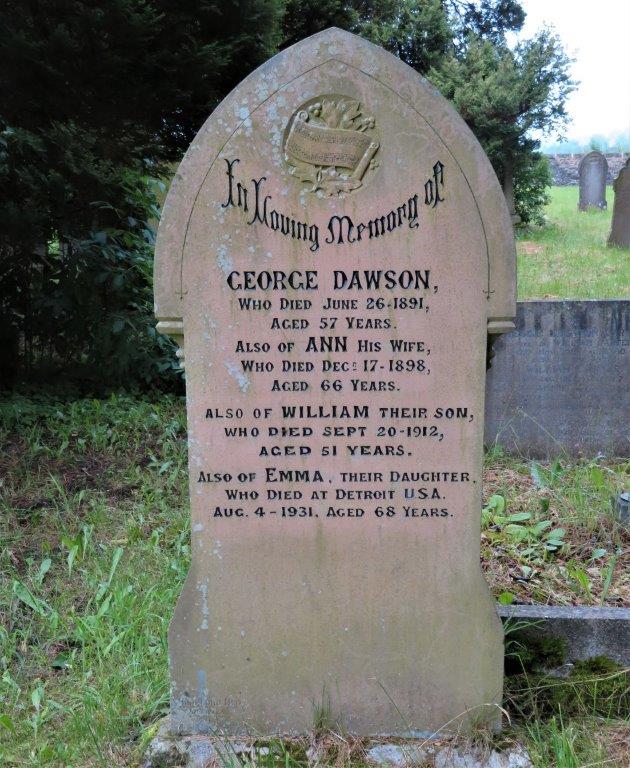 In Loving Memory of
GEORGE DAWSON,
WHO DIED JUNE 26-1891,
AGED 57 YEARS.
ALSO OF ANN HIS WIFE,
WHO DIED DECR 17-1898,
AGED 66 YEARS.
ALSO OF WILLIAM THEIR SON,
WHO DIED SEPT 20-1912,
AGED 51 YEARS.
ALSO OF EMMA, THEIR DAUGHTER,
WHO DIED AT DETROIT U.S.A.
AUG. 4-1931. AGED 68 YEARS.